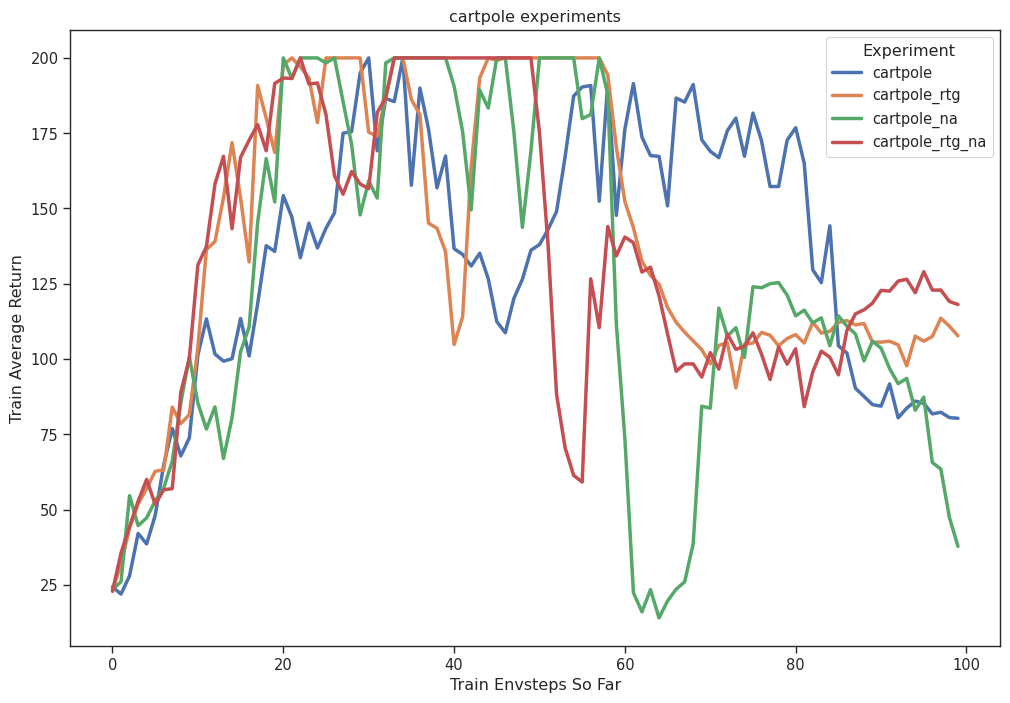 cartpole experiments
Experiment
cartpole
cartpole_rtg
cartpole_na
cartpole_rtg_na
Train Average Return
200
175
150
125
100
75
50
25
0
20
40
60
80
100
Train Envsteps So Far